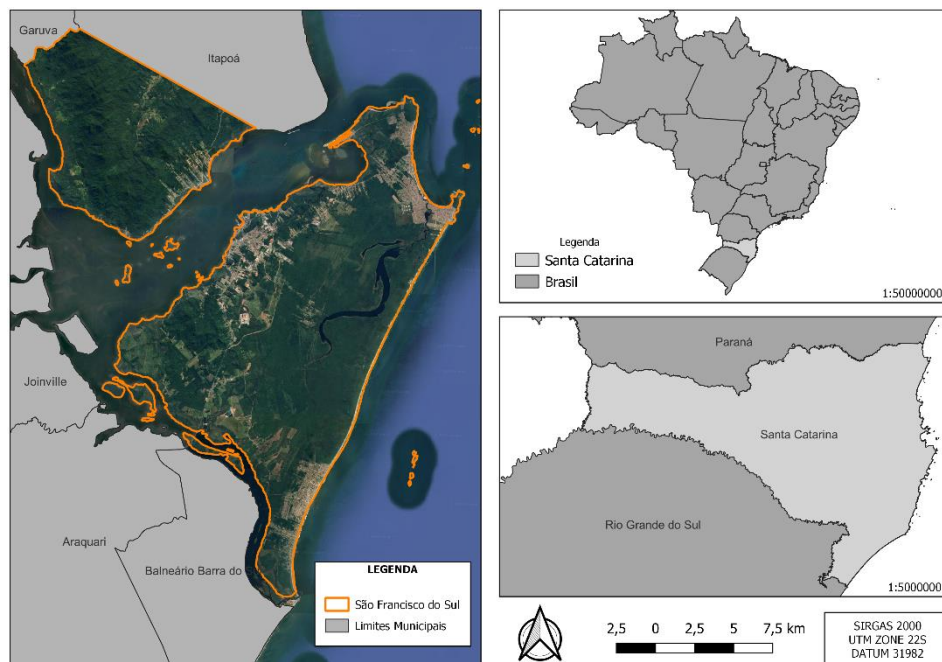 Garuva
Itapoá
Joinville
Araquari
Balneário Barra do
LEGENDA
São Francisco do Sul
Limites Municipais
Legenda
Santa Catarina
Brasil
1:50000000
Paraná
Santa Catarina
Rio Grande do Sul
1:5000000
2,5 0 2,5 5 7,5 km
SIRGAS 2000
UTM ZONE 22S
DATUM 31982